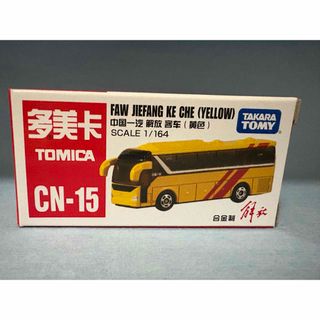 多美卡
TOMICA
CN-15
FAW JIEFANG KE CHE (YELLOW)
中国一汽 解放 客车 (黄色)
SCALE 1/164
TAKARA
TOMY
合金制
解放